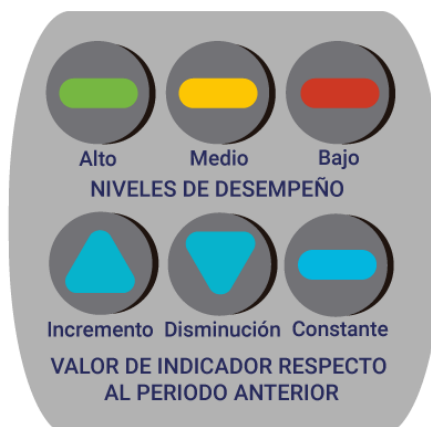 Alto Medio Bajo
NIVELES DE DESEMPEÑO
Incremento Disminución Constante
VALOR DE INDICADOR RESPECTO
AL PERIODO ANTERIOR